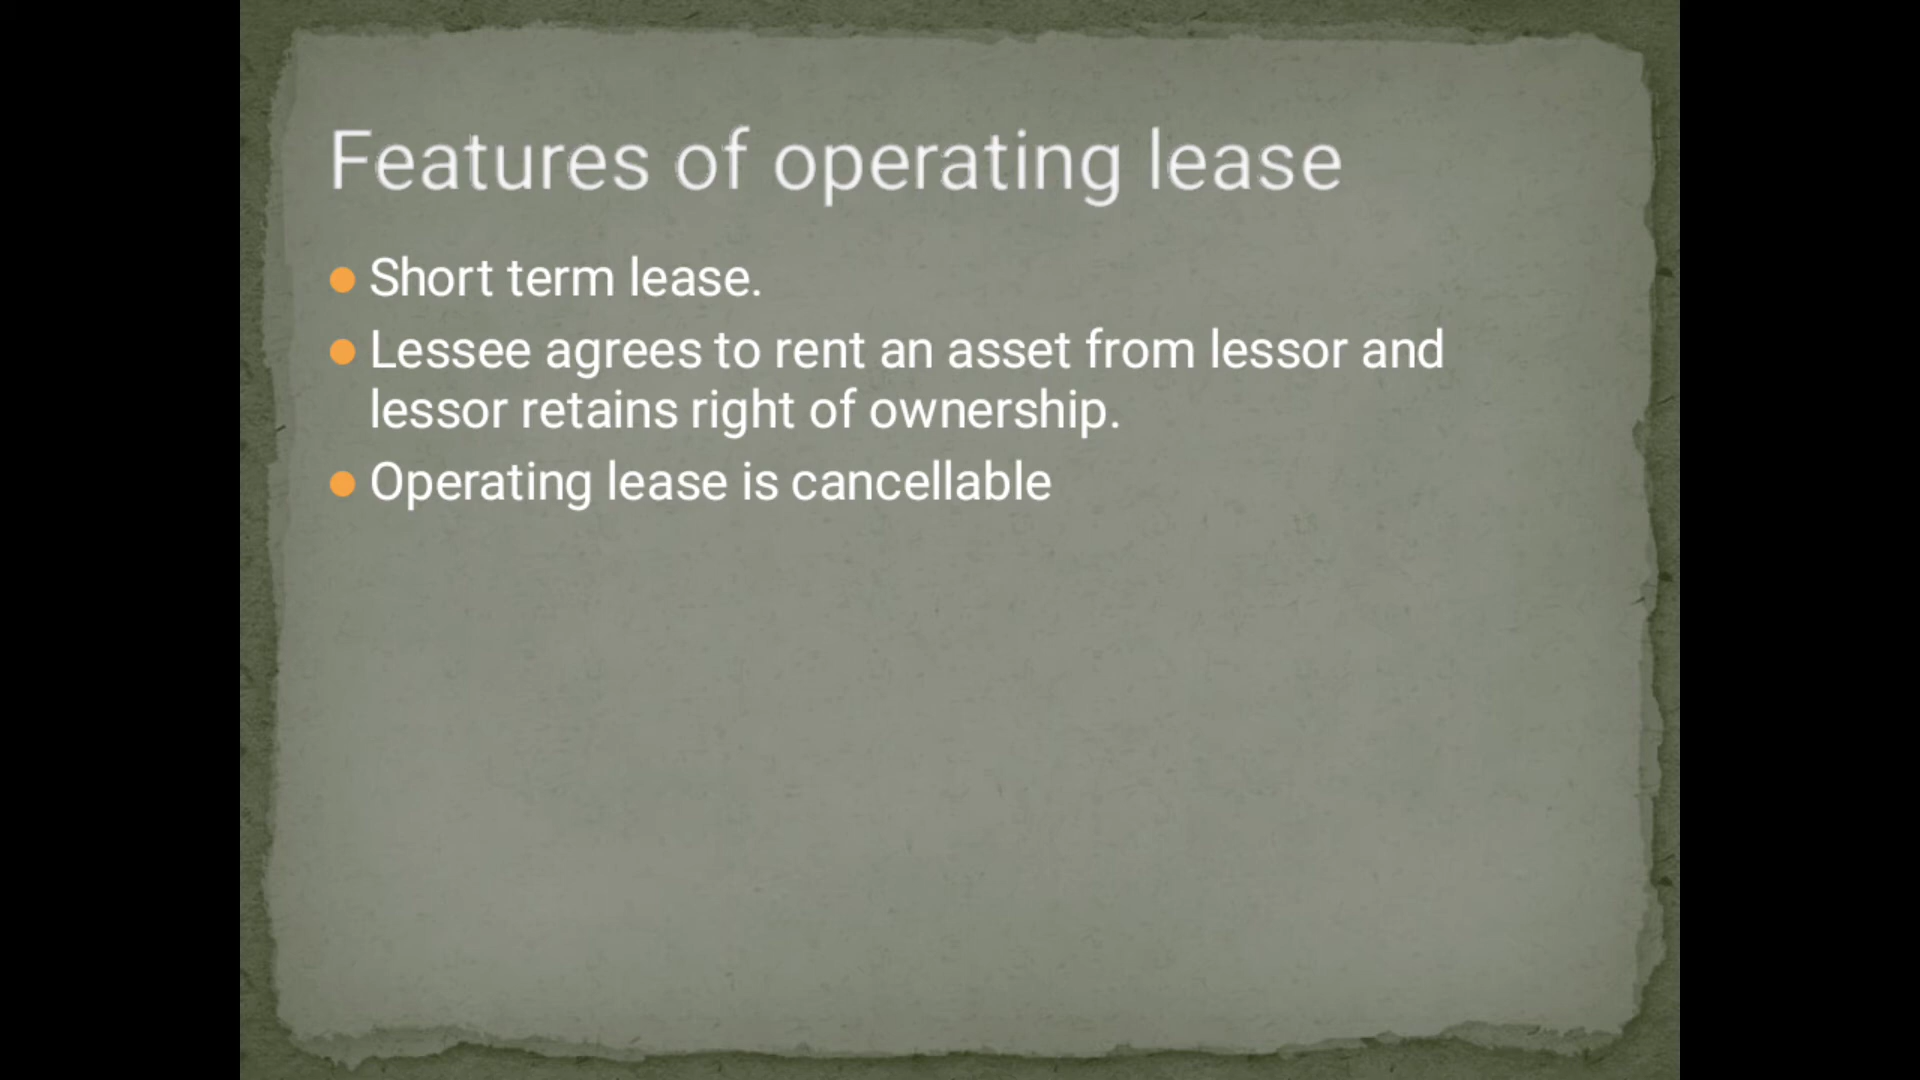 Features of operating lease
Short term lease.
Lessee agrees to rent an asset from lessor and
lessor retains right of ownership.
Operating lease is cancellable